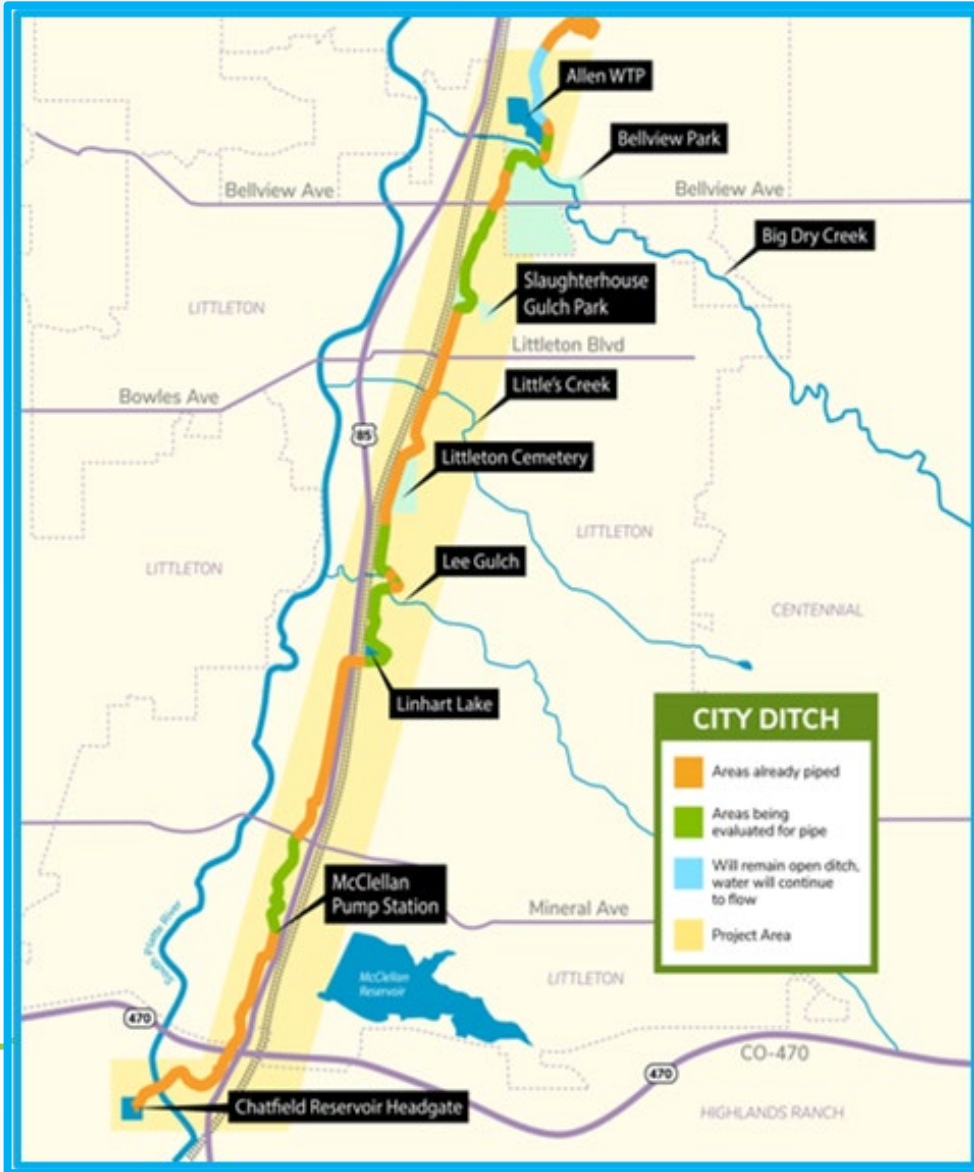 Allen WTP
Bellview Park
Bellview Ave
Bellview Ave
Big Dry Creek
Slaughterhouse
Gulch Park
LITTLETON
Littleton Blvd
Bowles Ave
Little's Creek
85
Littleton Cemetery
LITTLETON
Lee Gulch
LITTLETON
CENTENNIAL
Linhart Lake
CITY DITCH
Areas already piped
Areas being
evaluated for pipe
Will remain open ditch,
water will continue
to flow
Project Area
McClellan
Pump Station
Mineral Ave
South Platte River
McClellan
Reservoir
LITTLETON
470
CO-470
470
Chatfield Reservoir Headgate
HIGHLANDS RANCH